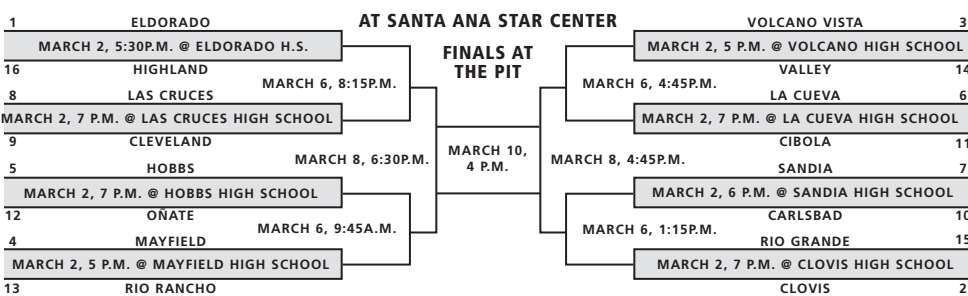 AT SANTA ANA STAR CENTER
FINALS AT
THE PIT
1 ELDORADO
MARCH 2, 5:30P.M. @ ELDORADO H.S.
16 HIGHLAND
MARCH 6, 8:15P.M.
8 LAS CRUCES
MARCH 2, 7 P.M. @ LAS CRUCES HIGH SCHOOL
9 CLEVELAND
MARCH 8, 6:30P.M.
5 HOBBS
MARCH 2, 7 P.M. @ HOBBS HIGH SCHOOL
12 OÑATE
MARCH 6, 9:45A.M.
4 MAYFIELD
MARCH 2, 5 P.M. @ MAYFIELD HIGH SCHOOL
13 RIO RANCHO
MARCH 10,
4 P.M.
VOLCANO VISTA 3
MARCH 2, 5 P.M. @ VOLCANO HIGH SCHOOL
VALLEY 14
MARCH 6, 4:45P.M.
LA CUEVA 6
MARCH 2, 7 P.M. @ LA CUEVA HIGH SCHOOL
CIBOLA 11
MARCH 8, 4:45P.M.
SANDIA 7
MARCH 2, 6 P.M. @ SANDIA HIGH SCHOOL
CARLSBAD 10
MARCH 6, 1:15P.M.
RIO GRANDE 15
MARCH 2, 7 P.M. @ CLOVIS HIGH SCHOOL
CLOVIS 2